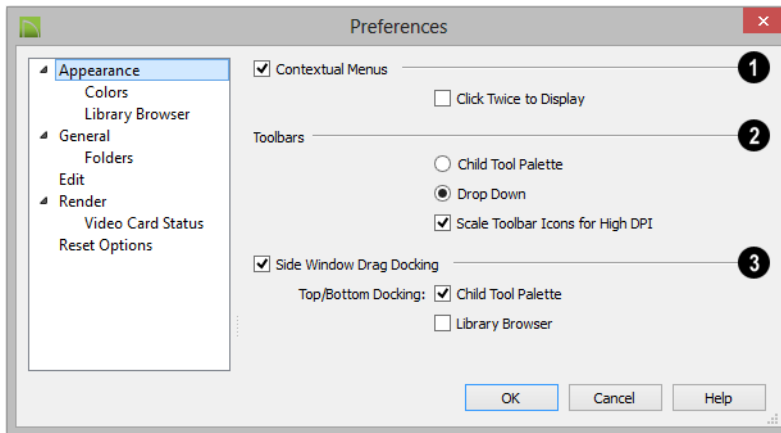 Preferences
Appearance
Colors
Library Browser
General
Folders
Edit
Render
Video Card Status
Reset Options
Contextual Menus 1
Click Twice to Display
Toolbars 2
Child Tool Palette
Drop Down
Scale Toolbar Icons for High DPI
Side Window Drag Docking 3
Top/Bottom Docking: Child Tool Palette
Library Browser
OK Cancel Help